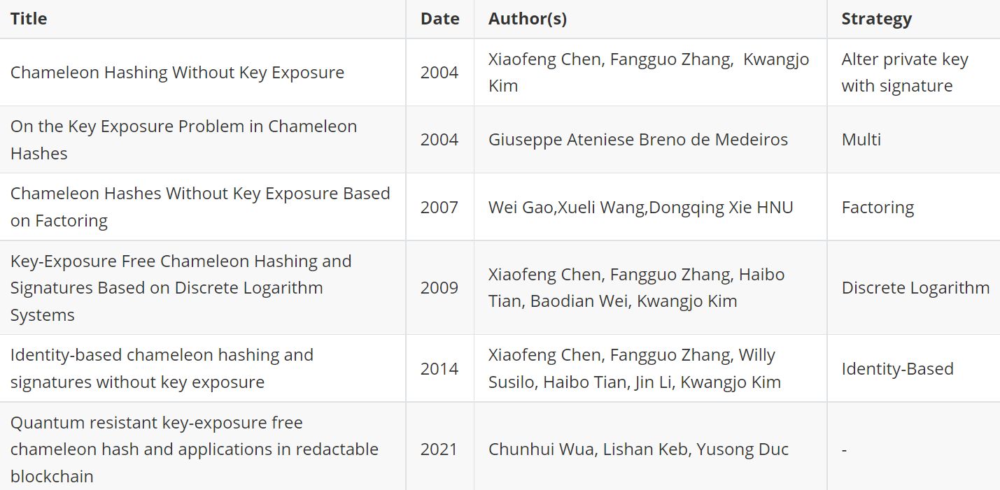 Title Date Author(s) Strategy
Chameleon Hashing Without Key Exposure 2004 Xiaofeng Chen, Fangguo Zhang,  Kwangjo
Kim Alter private key
with signature
On the Key Exposure Problem in Chameleon
Hashes 2004 Giuseppe Ateniese Breno de Medeiros Multi
Chameleon Hashes Without Key Exposure Based
on Factoring 2007 Wei Gao,Xueli Wang,Dongqing Xie HNU Factoring
Key-Exposure Free Chameleon Hashing and
Signatures Based on Discrete Logarithm
Systems 2009 Xiaofeng Chen, Fangguo Zhang, Haibo
Tian, Baodian Wei, Kwangjo Kim Discrete Logarithm
Identity-based chameleon hashing and
signatures without key exposure 2014 Xiaofeng Chen, Fangguo Zhang, Willy
Susilo, Haibo Tian, Jin Li, Kwangjo Kim Identity-Based
Quantum resistant key-exposure free
chameleon hash and applications in redactable
blockchain 2021 Chunhui Wua, Lishan Keb, Yusong Duc -